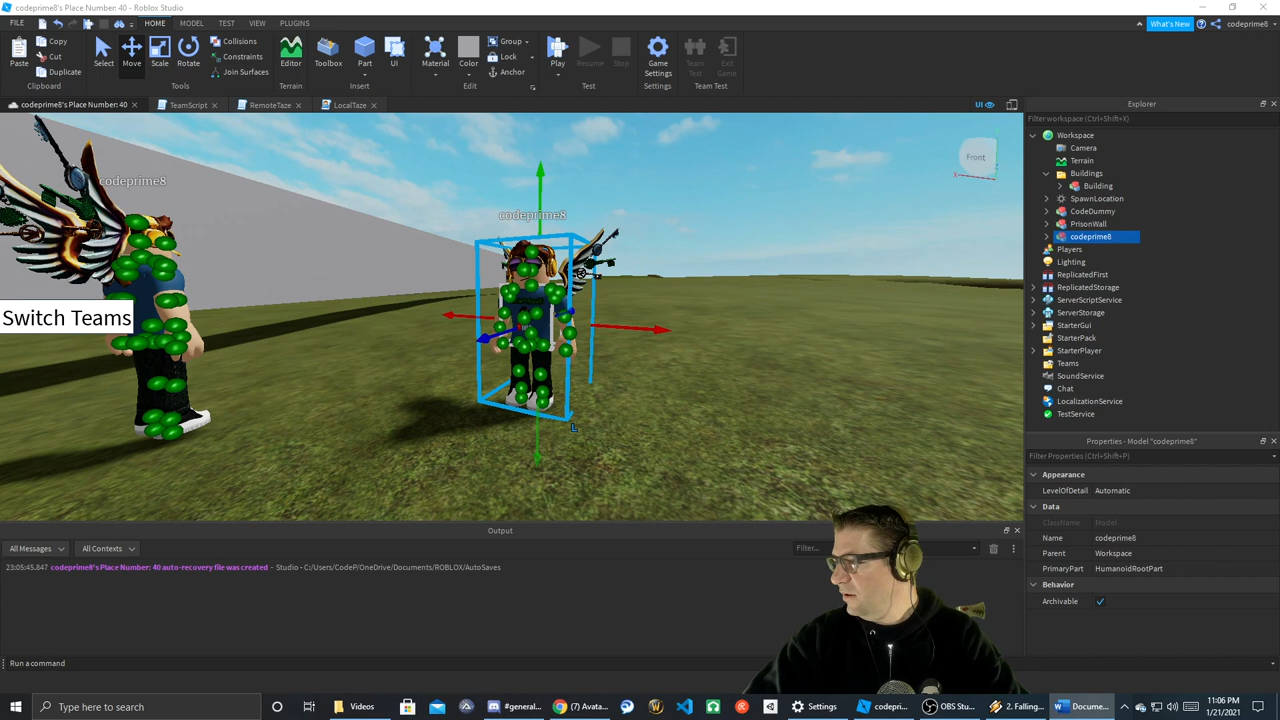 codeprime8's Place Number: 40 - Roblox Studio
FILE HOME MODEL TEST VIEW PLUGINS
What's New codeprime8
Paste Copy Cut Duplicate Select Move Scale Rotate Collisions Constraints Join Surfaces Editor Toolbox Part UI Material Color Group Lock Anchor Play Resume Stop Game Settings Team Test Exit Game
Clipboard Tools Terrain Insert Edit Test Settings Team Test
codeprime8's Place Number: 40 TeamScript RemoteTaze LocalTaze UI
codeprime8
codeprime8
Front
Switch Teams
Explorer
Filter workspace (Ctrl+Shift+X)
Workspace
Camera
Terrain
Buildings
Building
SpawnLocation
CodeDummy
PrisonWall
codeprime8
Players
Lighting
ReplicatedFirst
ReplicatedStorage
ServerScriptService
ServerStorage
StarterGui
StarterPack
StarterPlayer
Teams
SoundService
Chat
LocalizationService
TestService
Properties - Model "codeprime8"
Filter Properties (Ctrl+Shift+P)
Appearance
LevelOfDetail Automatic
Data
ClassName Model
Name codeprime8
Parent Workspace
PrimaryPart HumanoidRootPart
Behavior
Archivable
Output
All Messages All Contexts Filter...
23:05:45.847 codeprime8's Place Number: 40 auto-recovery file was created - Studio - C:/Users/CodeP/OneDrive/Documents/ROBLOX/AutoSaves
Run a command
Type here to search Videos #general... (7) Avata... Settings codepri... OBS Stu... 2. Falling... Docume... 11:06 PM
1/21/2021